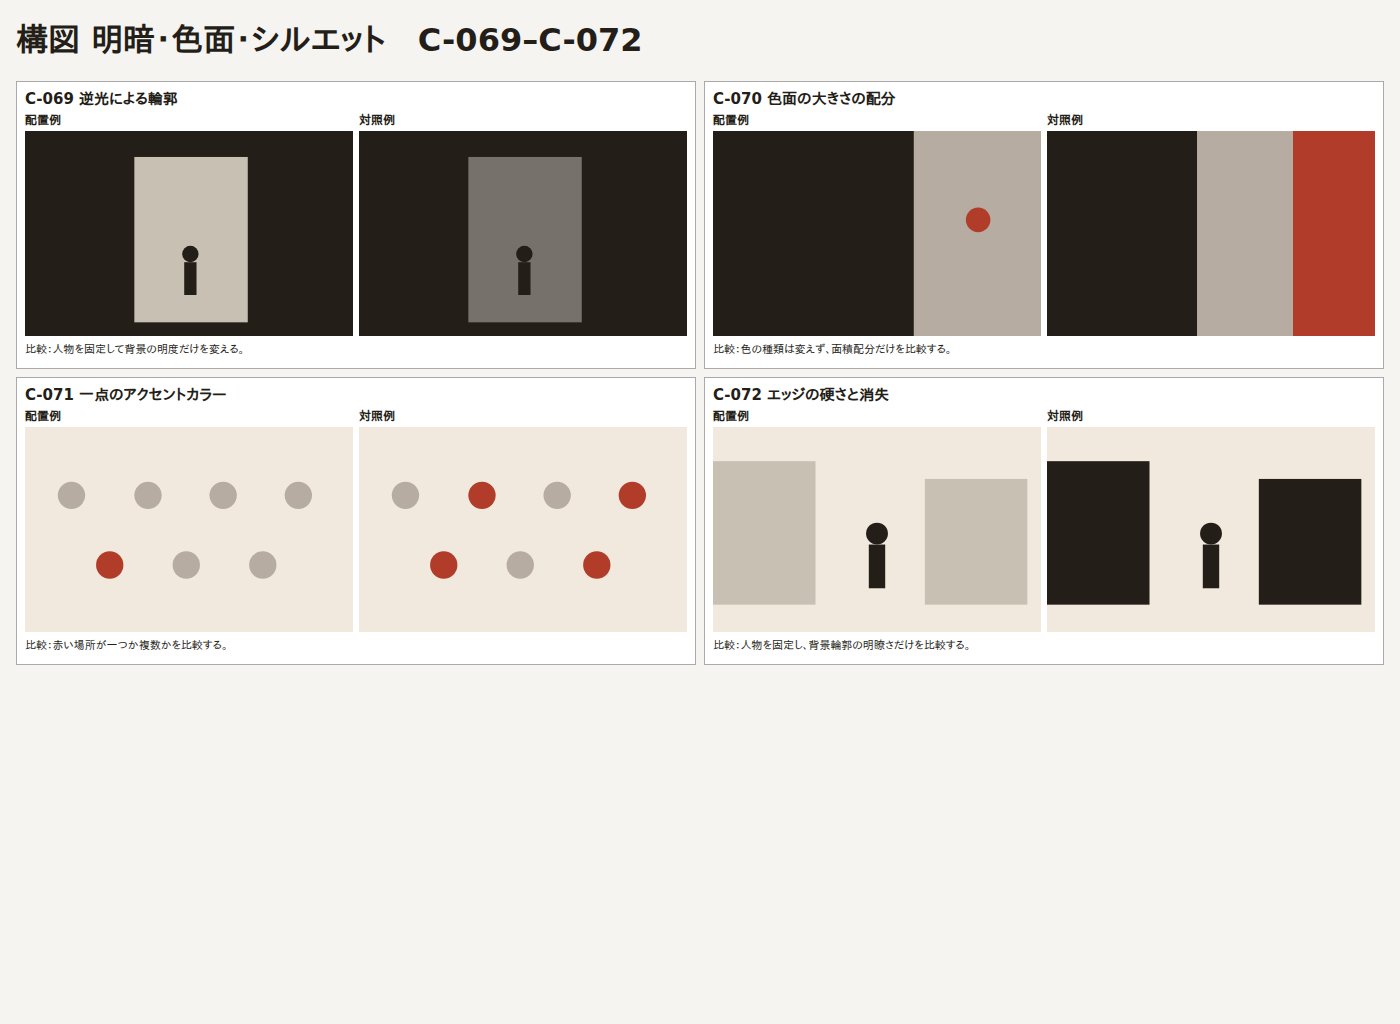 構図 明暗・色面・シルエット　C-069–C-072
C-069 逆光による輪郭
配置例
対照例
比較：人物を固定して背景の明度だけを変える。
C-070 色面の大きさの配分
配置例
対照例
比較：色の種類は変えず、面積配分だけを比較する。
C-071 一点のアクセントカラー
配置例
対照例
比較：赤い場所が一つか複数かを比較する。
C-072 エッジの硬さと消失
配置例
対照例
比較：人物を固定し、背景輪郭の明瞭さだけを比較する。